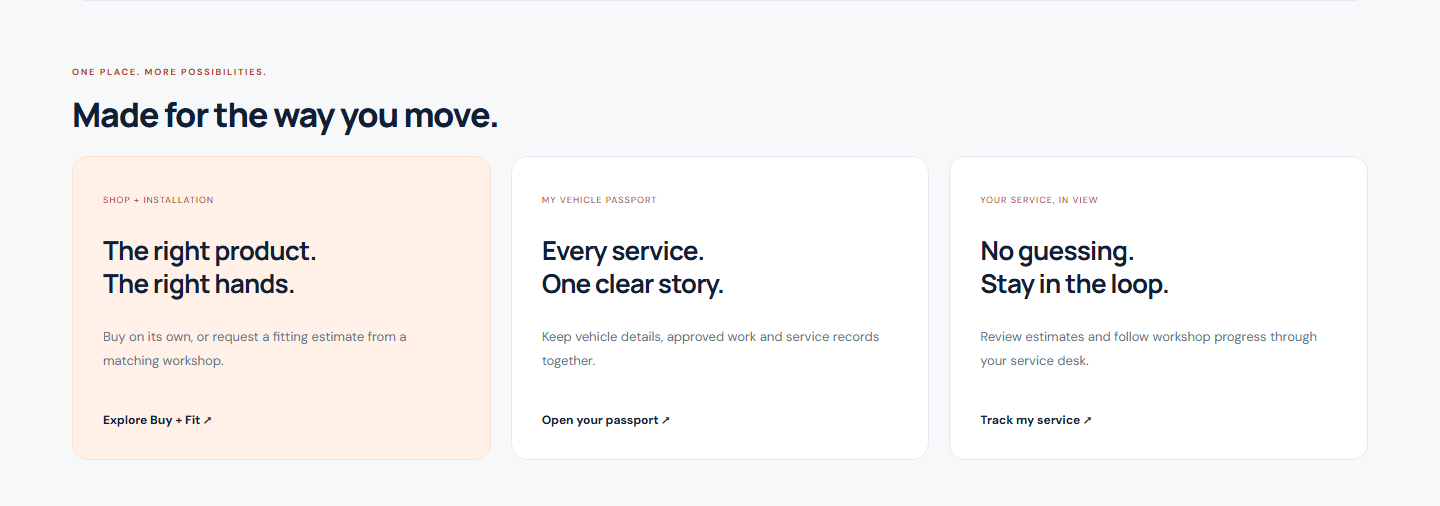 ONE PLACE. MORE POSSIBILITIES.
Made for the way you move.
SHOP + INSTALLATION
The right product.
The right hands.
Buy on its own, or request a fitting estimate from a
matching workshop.
Explore Buy + Fit ↗
MY VEHICLE PASSPORT
Every service.
One clear story.
Keep vehicle details, approved work and service records
together.
Open your passport ↗
YOUR SERVICE, IN VIEW
No guessing.
Stay in the loop.
Review estimates and follow workshop progress through
your service desk.
Track my service ↗